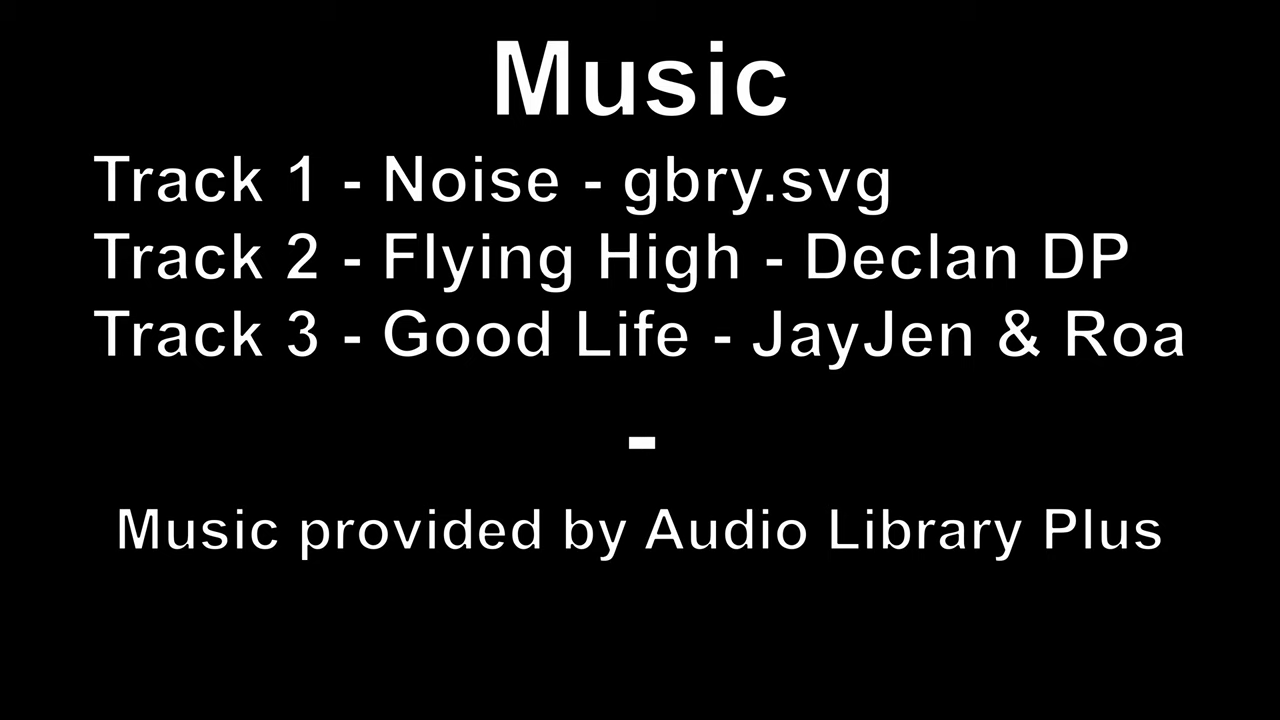 Music
Track 1 - Noise - gbry.svg
Track 2 - Flying High - Declan DP
Track 3 - Good Life - JayJen & Roa
-
Music provided by Audio Library Plus